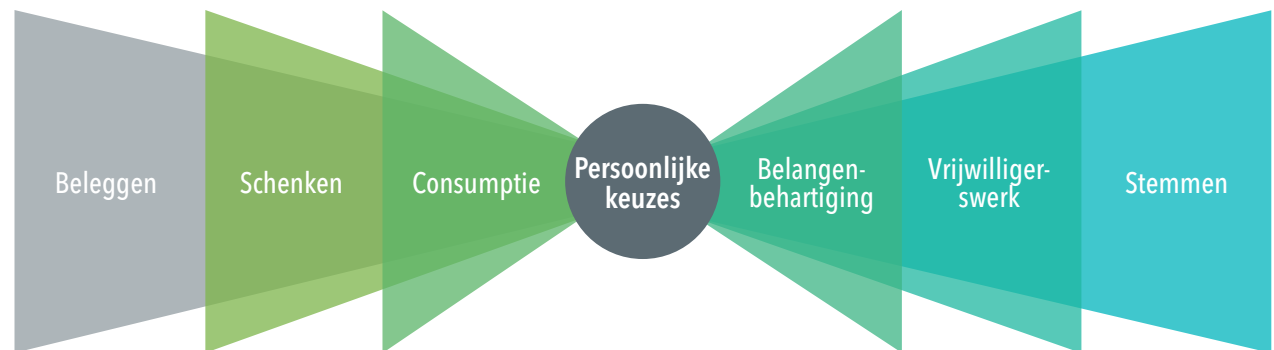 Beleggen
Schenken
Consumptie
Persoonlijke
keuzes
Belangen-
behartiging
Vrijwilliger-
swerk
Stemmen